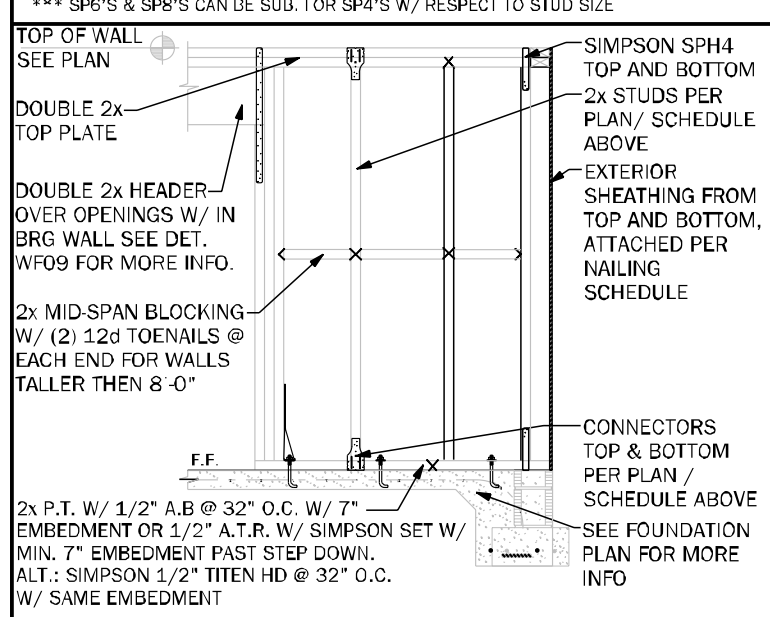 *** SP6'S & SP8'S CAN BE SUB. FOR SP4'S W/ RESPECT TO STUD SIZE
TOP OF WALL
SEE PLAN
DOUBLE 2x
TOP PLATE
DOUBLE 2x HEADER
OVER OPENINGS W/ IN
BRG WALL SEE DET.
WF09 FOR MORE INFO.
2x MID-SPAN BLOCKING
W/ (2) 12d TOENAILS @
EACH END FOR WALLS
TALLER THEN 8'-0"
F.F.
2x P.T. W/ 1/2" A.B @ 32" O.C. W/ 7"
EMBEDMENT OR 1/2" A.T.R. W/ SIMPSON SET W/
MIN. 7" EMBEDMENT PAST STEP DOWN.
ALT.: SIMPSON 1/2" TITEN HD @ 32" O.C.
W/ SAME EMBEDMENT
SIMPSON SPH4
TOP AND BOTTOM
2x STUDS PER
PLAN/ SCHEDULE
ABOVE
EXTERIOR
SHEATHING FROM
TOP AND BOTTOM,
ATTACHED PER
NAILING
SCHEDULE
CONNECTORS
TOP & BOTTOM
PER PLAN /
SCHEDULE ABOVE
SEE FOUNDATION
PLAN FOR MORE
INFO